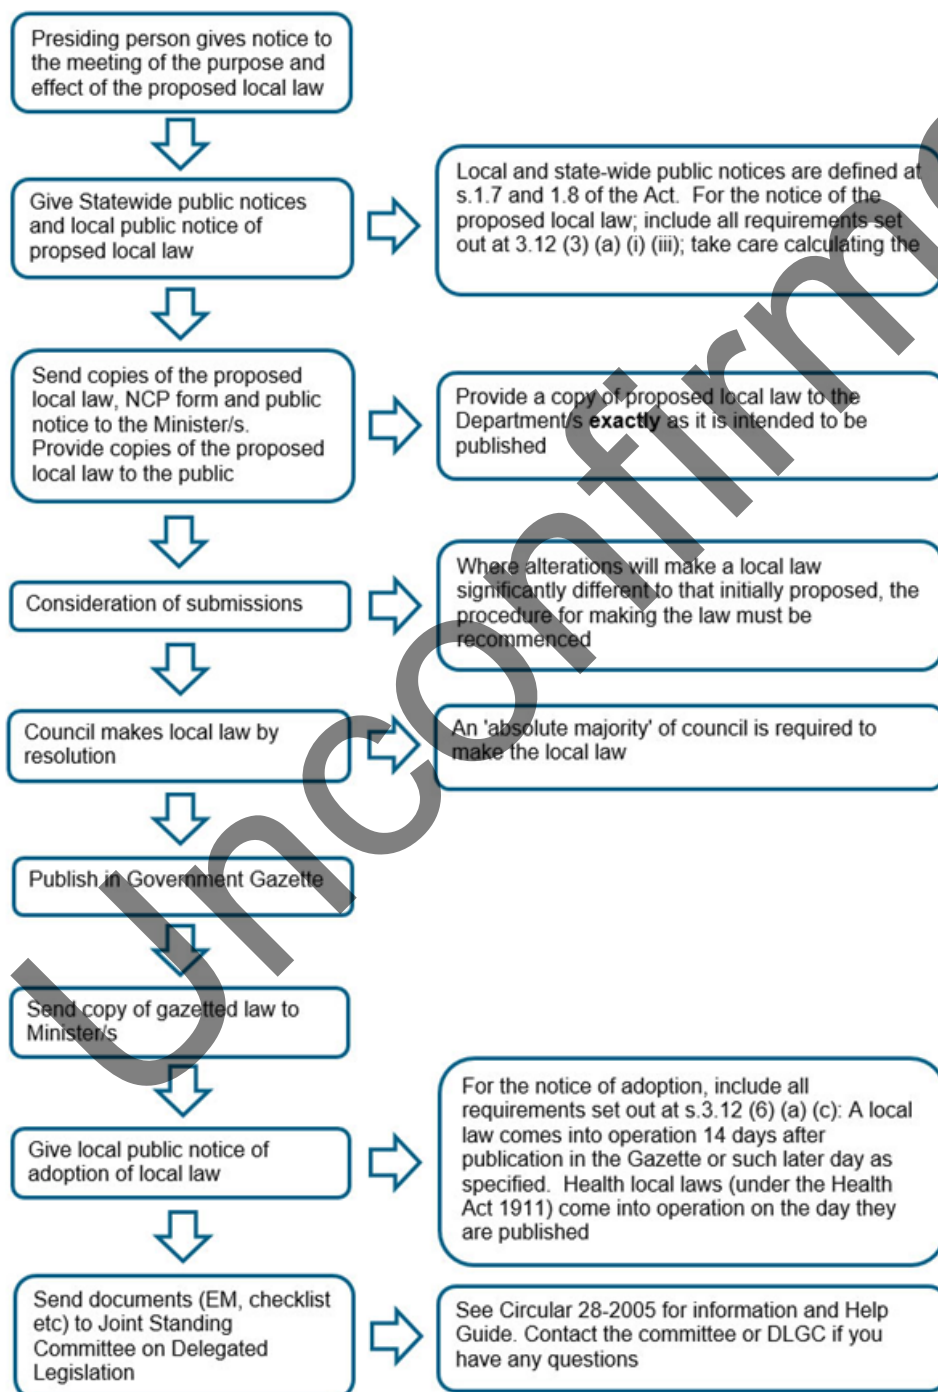 Presiding person gives notice to
the meeting of the purpose and
effect of the proposed local law
Give Statewide public notices
and local public notice of
propsed local law
Local and state-wide public notices are defined at
s.1.7 and 1.8 of the Act.  For the notice of the
proposed local law; include all requirements set
out at 3.12 (3) (a) (i) (iii); take care calculating the
Send copies of the proposed
local law, NCP form and public
notice to the Minister/s.
Provide copies of the proposed
local law to the public
Provide a copy of proposed local law to the
Department/s exactly as it is intended to be
published
Consideration of submissions
Where alterations will make a local law
significantly different to that initially proposed, the
procedure for making the law must be
recommenced
Council makes local law by
resolution
An 'absolute majority' of council is required to
make the local law
Publish in Government Gazette
Send copy of gazetted law to
Minister/s
Give local public notice of
adoption of local law
For the notice of adoption, include all
requirements set out at s.3.12 (6) (a) (c): A local
law comes into operation 14 days after
publication in the Gazette or such later day as
specified.  Health local laws (under the Health
Act 1911) come into operation on the day they
are published
Send documents (EM, checklist
etc) to Joint Standing
Committee on Delegated
Legislation
See Circular 28-2005 for information and Help
Guide. Contact the committee or DLGC if you
have any questions
Unconfirm